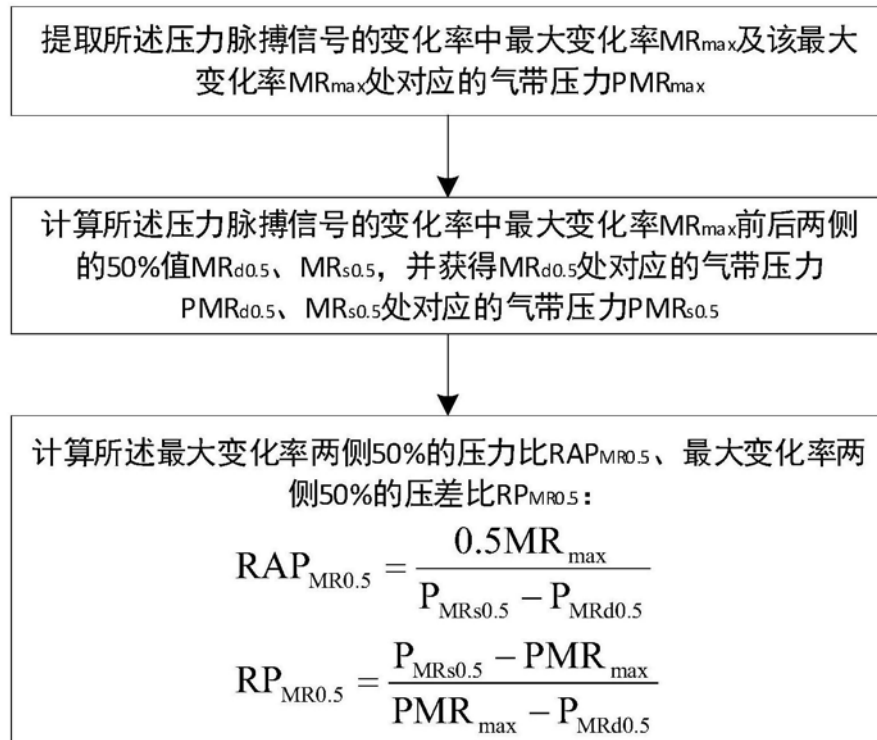 提取所述压力脉搏信号的变化率中最大变化率MRmax及该最大
变化率MRmax处对应的气带压力PMRmax
计算所述压力脉搏信号的变化率中最大变化率MRmax前后两侧
的50%值MRd0.5、MRs0.5，并获得MRd0.5处对应的气带压力
PMRd0.5、MRs0.5处对应的气带压力PMRs0.5
计算所述最大变化率两侧50%的压力比RAPMR0.5、最大变化率两
侧50%的压差比RPMR0.5：
RAP_MR0.5 = 0.5MR_max / (P_MRs0.5 − P_MRd0.5)
RP_MR0.5 = (P_MRs0.5 − PMR_max) / (PMR_max − P_MRd0.5)